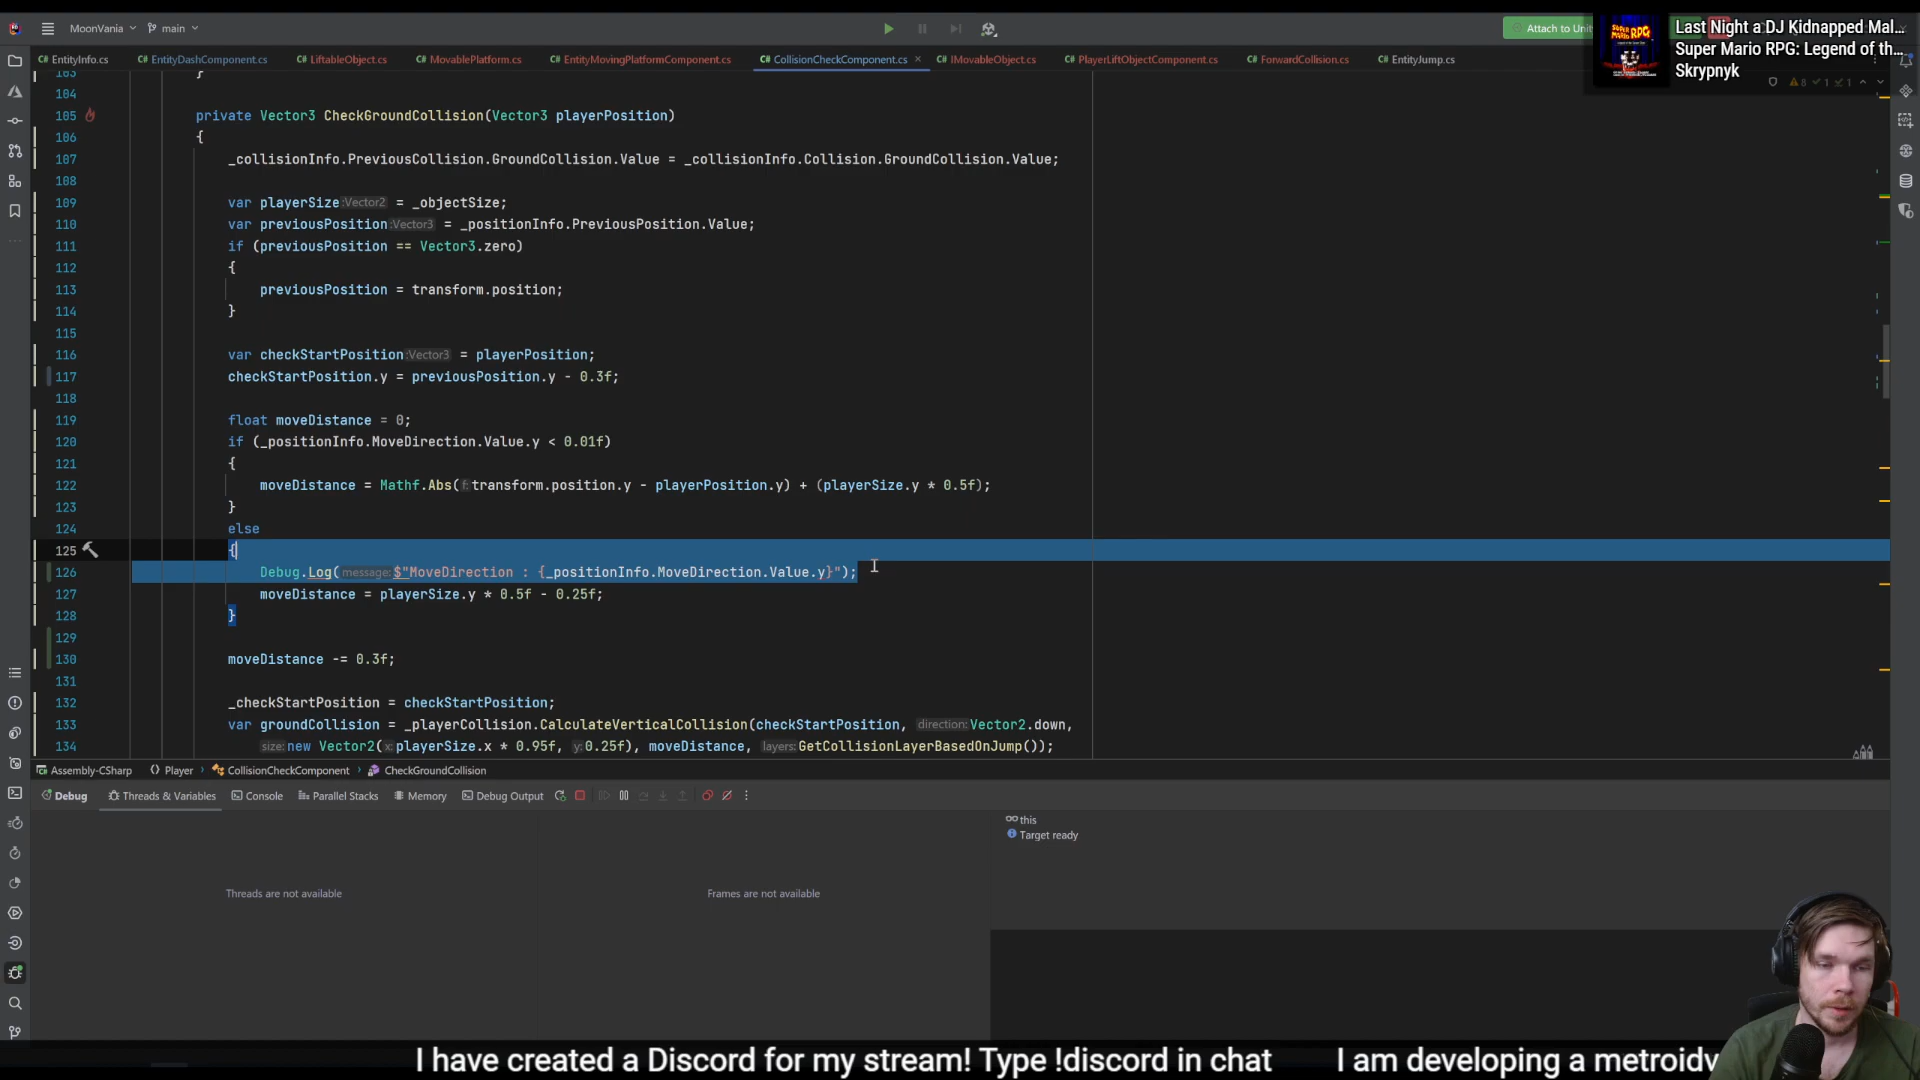 MoonVania
main
Attach to Unit
Last Night a DJ Kidnapped Mal...
Super Mario RPG: Legend of th...
Skrypnyk
EntityInfo.cs
EntityDashComponent.cs
LiftableObject.cs
MovablePlatform.cs
EntityMovingPlatformComponent.cs
CollisionCheckComponent.cs
IMovableObject.cs
PlayerLiftObjectComponent.cs
ForwardCollision.cs
EntityJump.cs
8 1 1
103 }
104
105 private Vector3 CheckGroundCollision(Vector3 playerPosition)
106 {
107 _collisionInfo.PreviousCollision.GroundCollision.Value = _collisionInfo.Collision.GroundCollision.Value;
108
109 var playerSize :Vector2 = _objectSize;
110 var previousPosition :Vector3 = _positionInfo.PreviousPosition.Value;
111 if (previousPosition == Vector3.zero)
112 {
113 previousPosition = transform.position;
114 }
115
116 var checkStartPosition :Vector3 = playerPosition;
117 checkStartPosition.y = previousPosition.y - 0.3f;
118
119 float moveDistance = 0;
120 if (_positionInfo.MoveDirection.Value.y < 0.01f)
121 {
122 moveDistance = Mathf.Abs( f: transform.position.y - playerPosition.y) + (playerSize.y * 0.5f);
123 }
124 else
125 {
126 Debug.Log( message: $"MoveDirection : {_positionInfo.MoveDirection.Value.y}");
127 moveDistance = playerSize.y * 0.5f - 0.25f;
128 }
129
130 moveDistance -= 0.3f;
131
132 _checkStartPosition = checkStartPosition;
133 var groundCollision = _playerCollision.CalculateVerticalCollision(checkStartPosition, direction: Vector2.down,
134 size: new Vector2( x: playerSize.x * 0.95f, y: 0.25f), moveDistance, layers: GetCollisionLayerBasedOnJump());
Assembly-CSharp
Player
CollisionCheckComponent
CheckGroundCollision
Debug
Threads & Variables
Console
Parallel Stacks
Memory
Debug Output
this
Target ready
Threads are not available
Frames are not available
I have created a Discord for my stream! Type !discord in chat
I am developing a metroidv